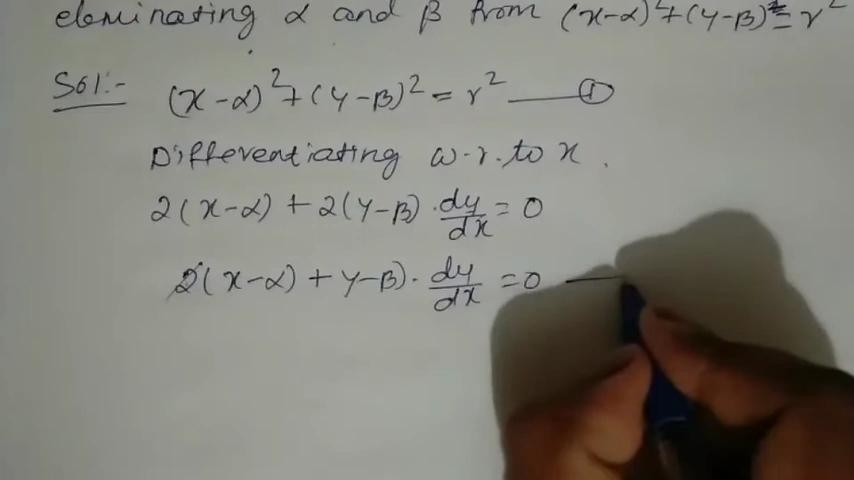 eleminating α and β from (x-α)²+(y-β)²=r²
Sol:-
(x-α)²+(y-β)²=r² ——①
Differentiating w.r.to x.
2(x-α)+2(y-β)·dy/dx=0
2(x-α)+y-β)·dy/dx=0 —